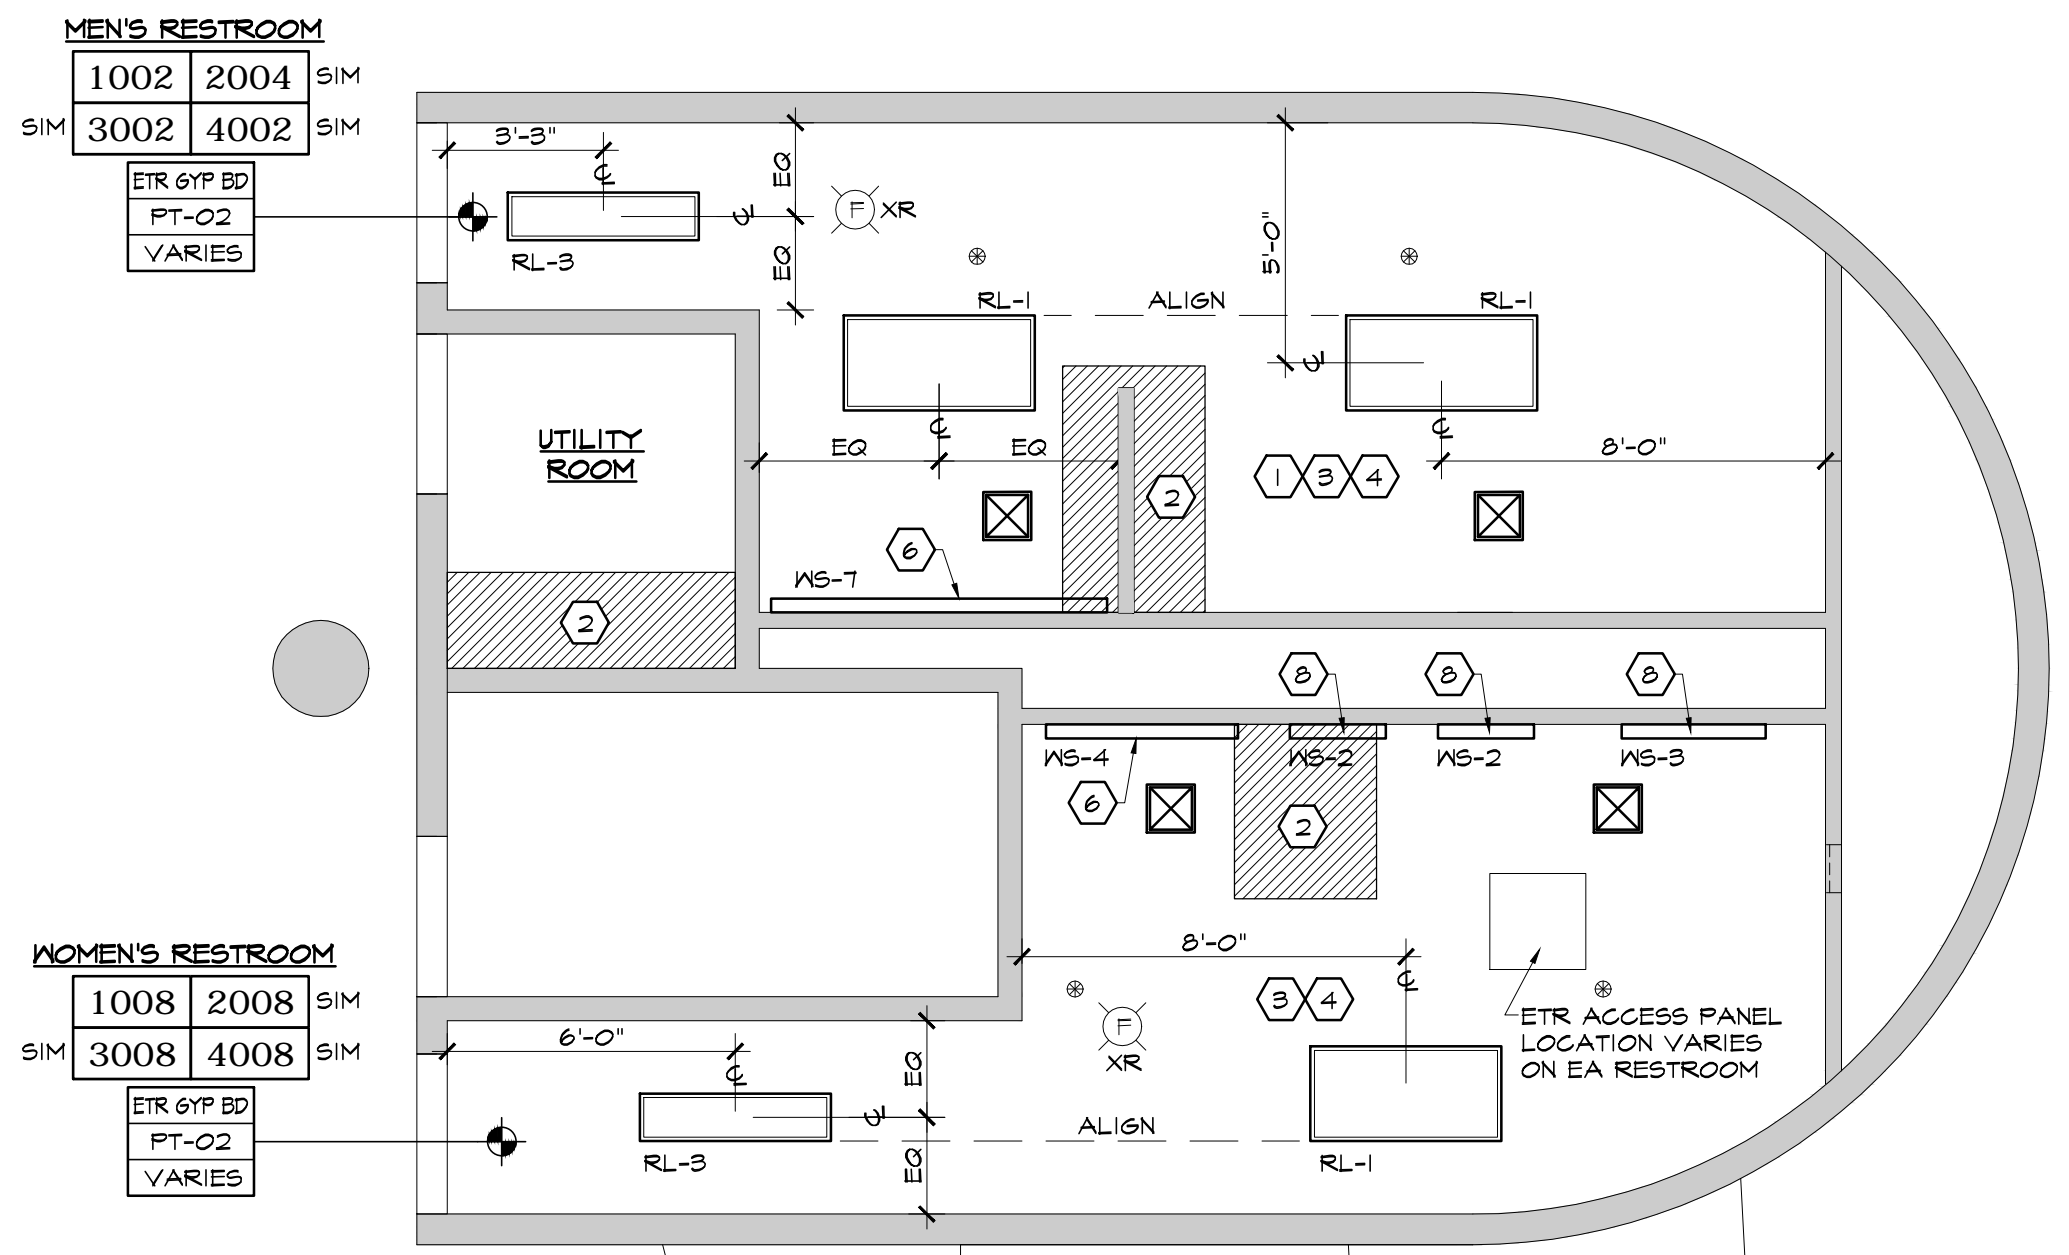 MEN'S RESTROOM
1002 2004 SIM
SIM 3002 4002 SIM
ETR GYP BD
PT-02
VARIES
3'-3"
℄
EQ
℄
EQ
RL-3
F XR
5'-0"
RL-1
ALIGN
RL-1
℄
UTILITY
ROOM
EQ
℄
EQ
℄
8'-0"
1 3 4
2
6
WS-7
2
8
8
8
WS-4
WS-2
WS-2
WS-3
6
2
WOMEN'S RESTROOM
1008 2008 SIM
SIM 3008 4008 SIM
ETR GYP BD
PT-02
VARIES
8'-0"
℄
3 4
F
XR
ETR ACCESS PANEL
LOCATION VARIES
ON EA RESTROOM
6'-0"
℄
EQ
℄
EQ
RL-3
ALIGN
RL-1